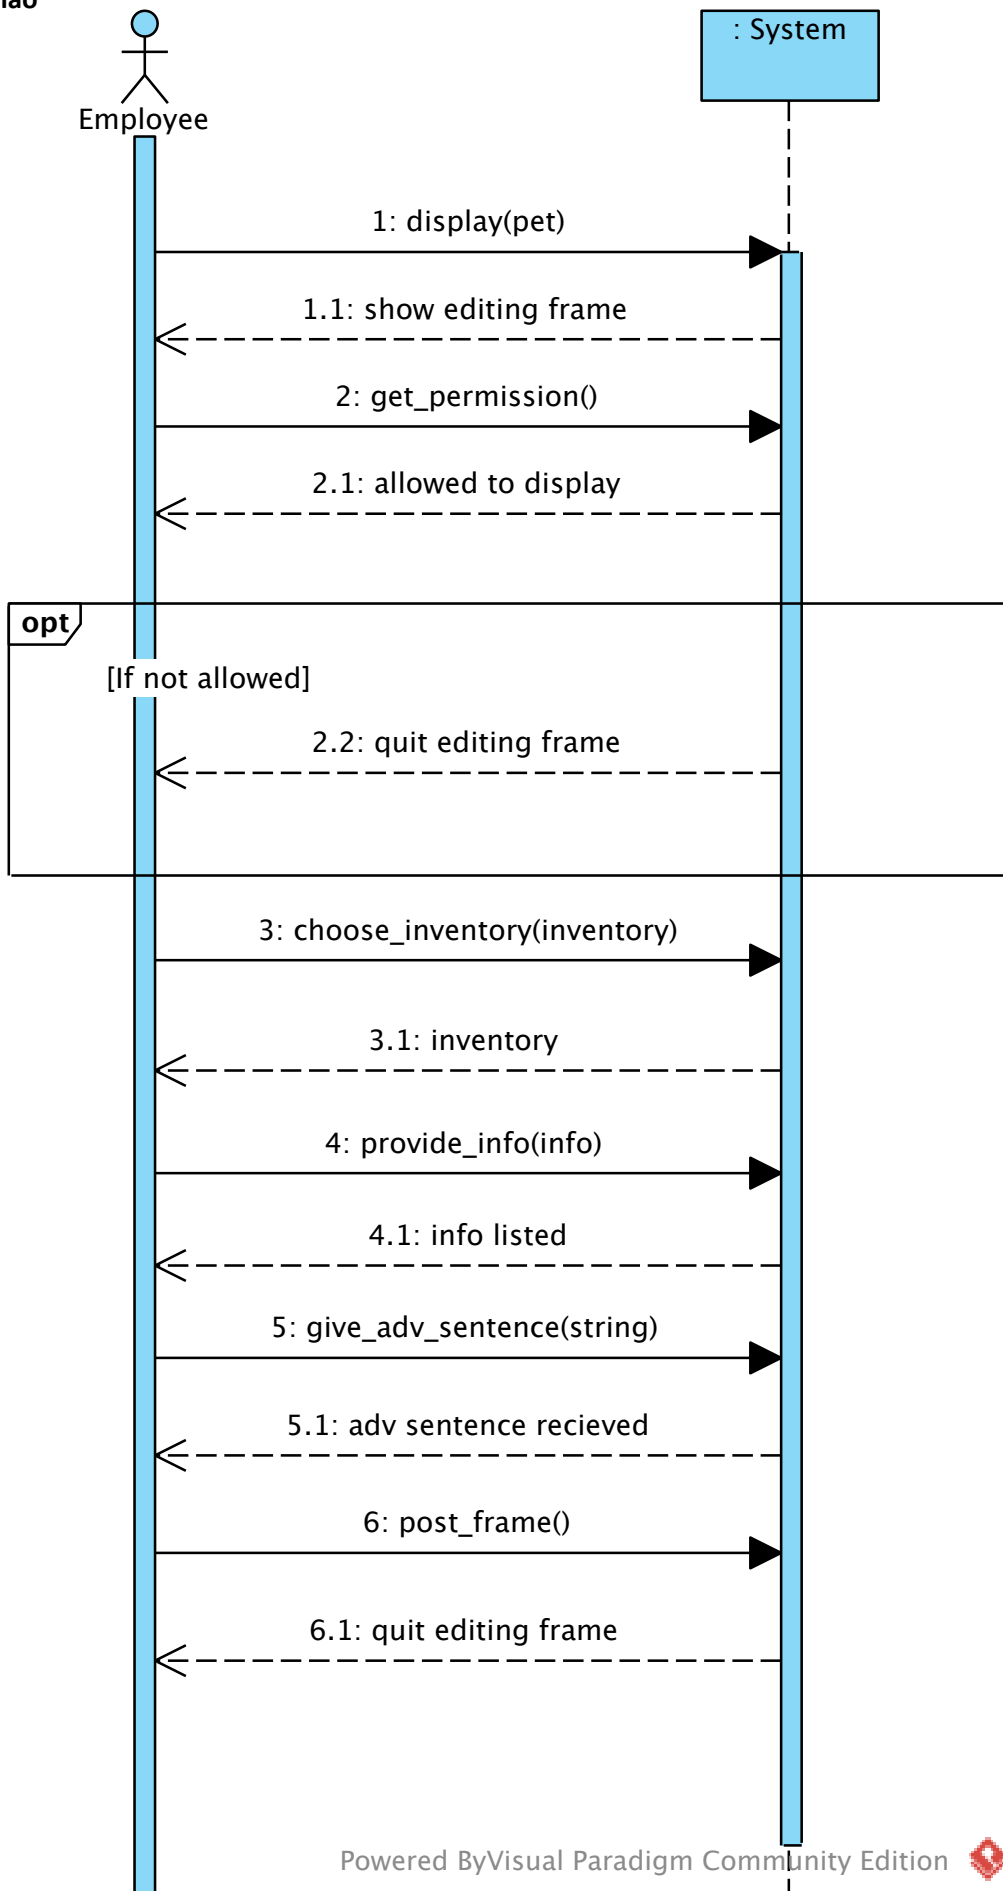 : System
Employee
1: display(pet)
1.1: show editing frame
2: get_permission()
2.1: allowed to display
opt
[If not allowed]
2.2: quit editing frame
3: choose_inventory(inventory)
3.1: inventory
4: provide_info(info)
4.1: info listed
5: give_adv_sentence(string)
5.1: adv sentence recieved
6: post_frame()
6.1: quit editing frame
Powered ByVisual Paradigm Community Edition